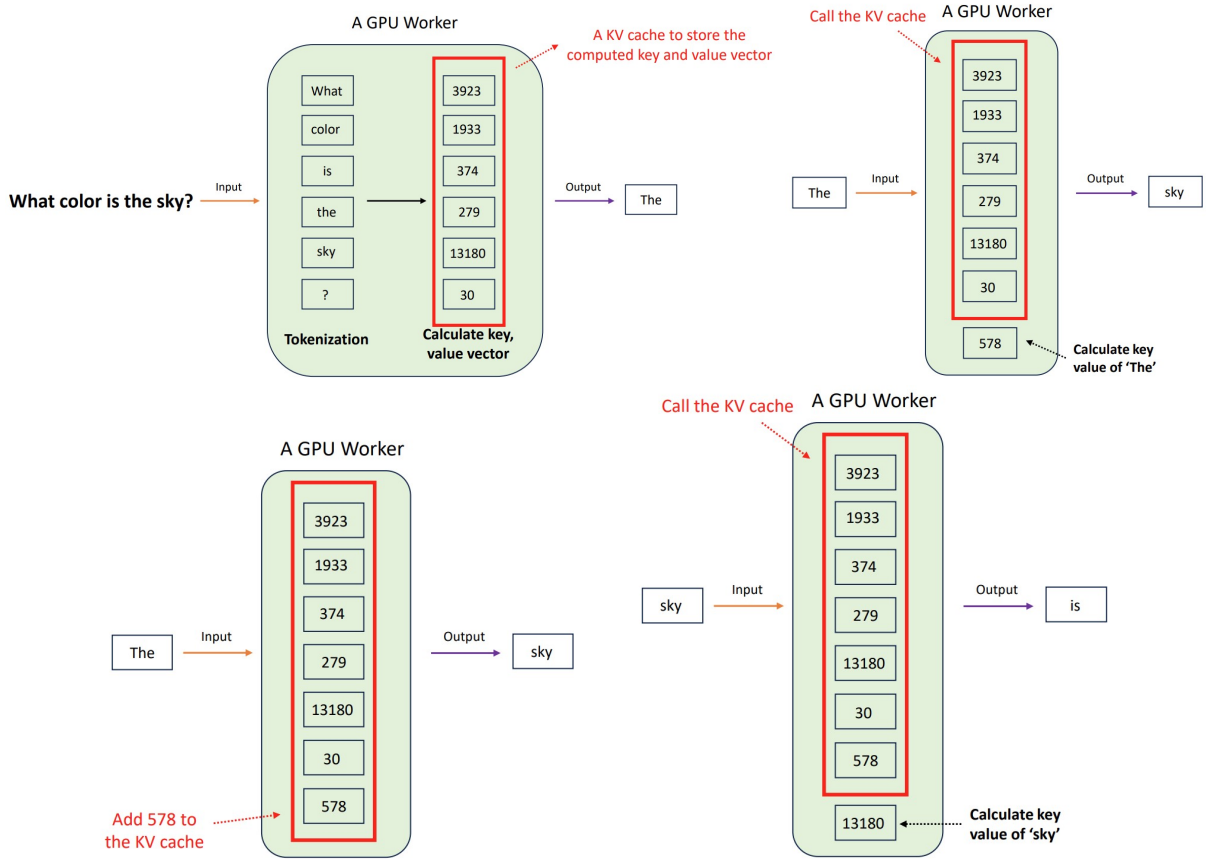 A GPU Worker
A KV cache to store the
computed key and value vector
What
color
is
the
sky
?
3923
1933
374
279
13180
30
What color is the sky?
Input
Output
The
Tokenization
Calculate key,
value vector
Call the KV cache
A GPU Worker
3923
1933
374
279
13180
30
578
The
Input
Output
sky
Calculate key
value of ‘The’
A GPU Worker
3923
1933
374
279
13180
30
578
The
Input
Output
sky
Add 578 to
the KV cache
Call the KV cache
A GPU Worker
3923
1933
374
279
13180
30
578
13180
sky
Input
Output
is
Calculate key
value of ‘sky’